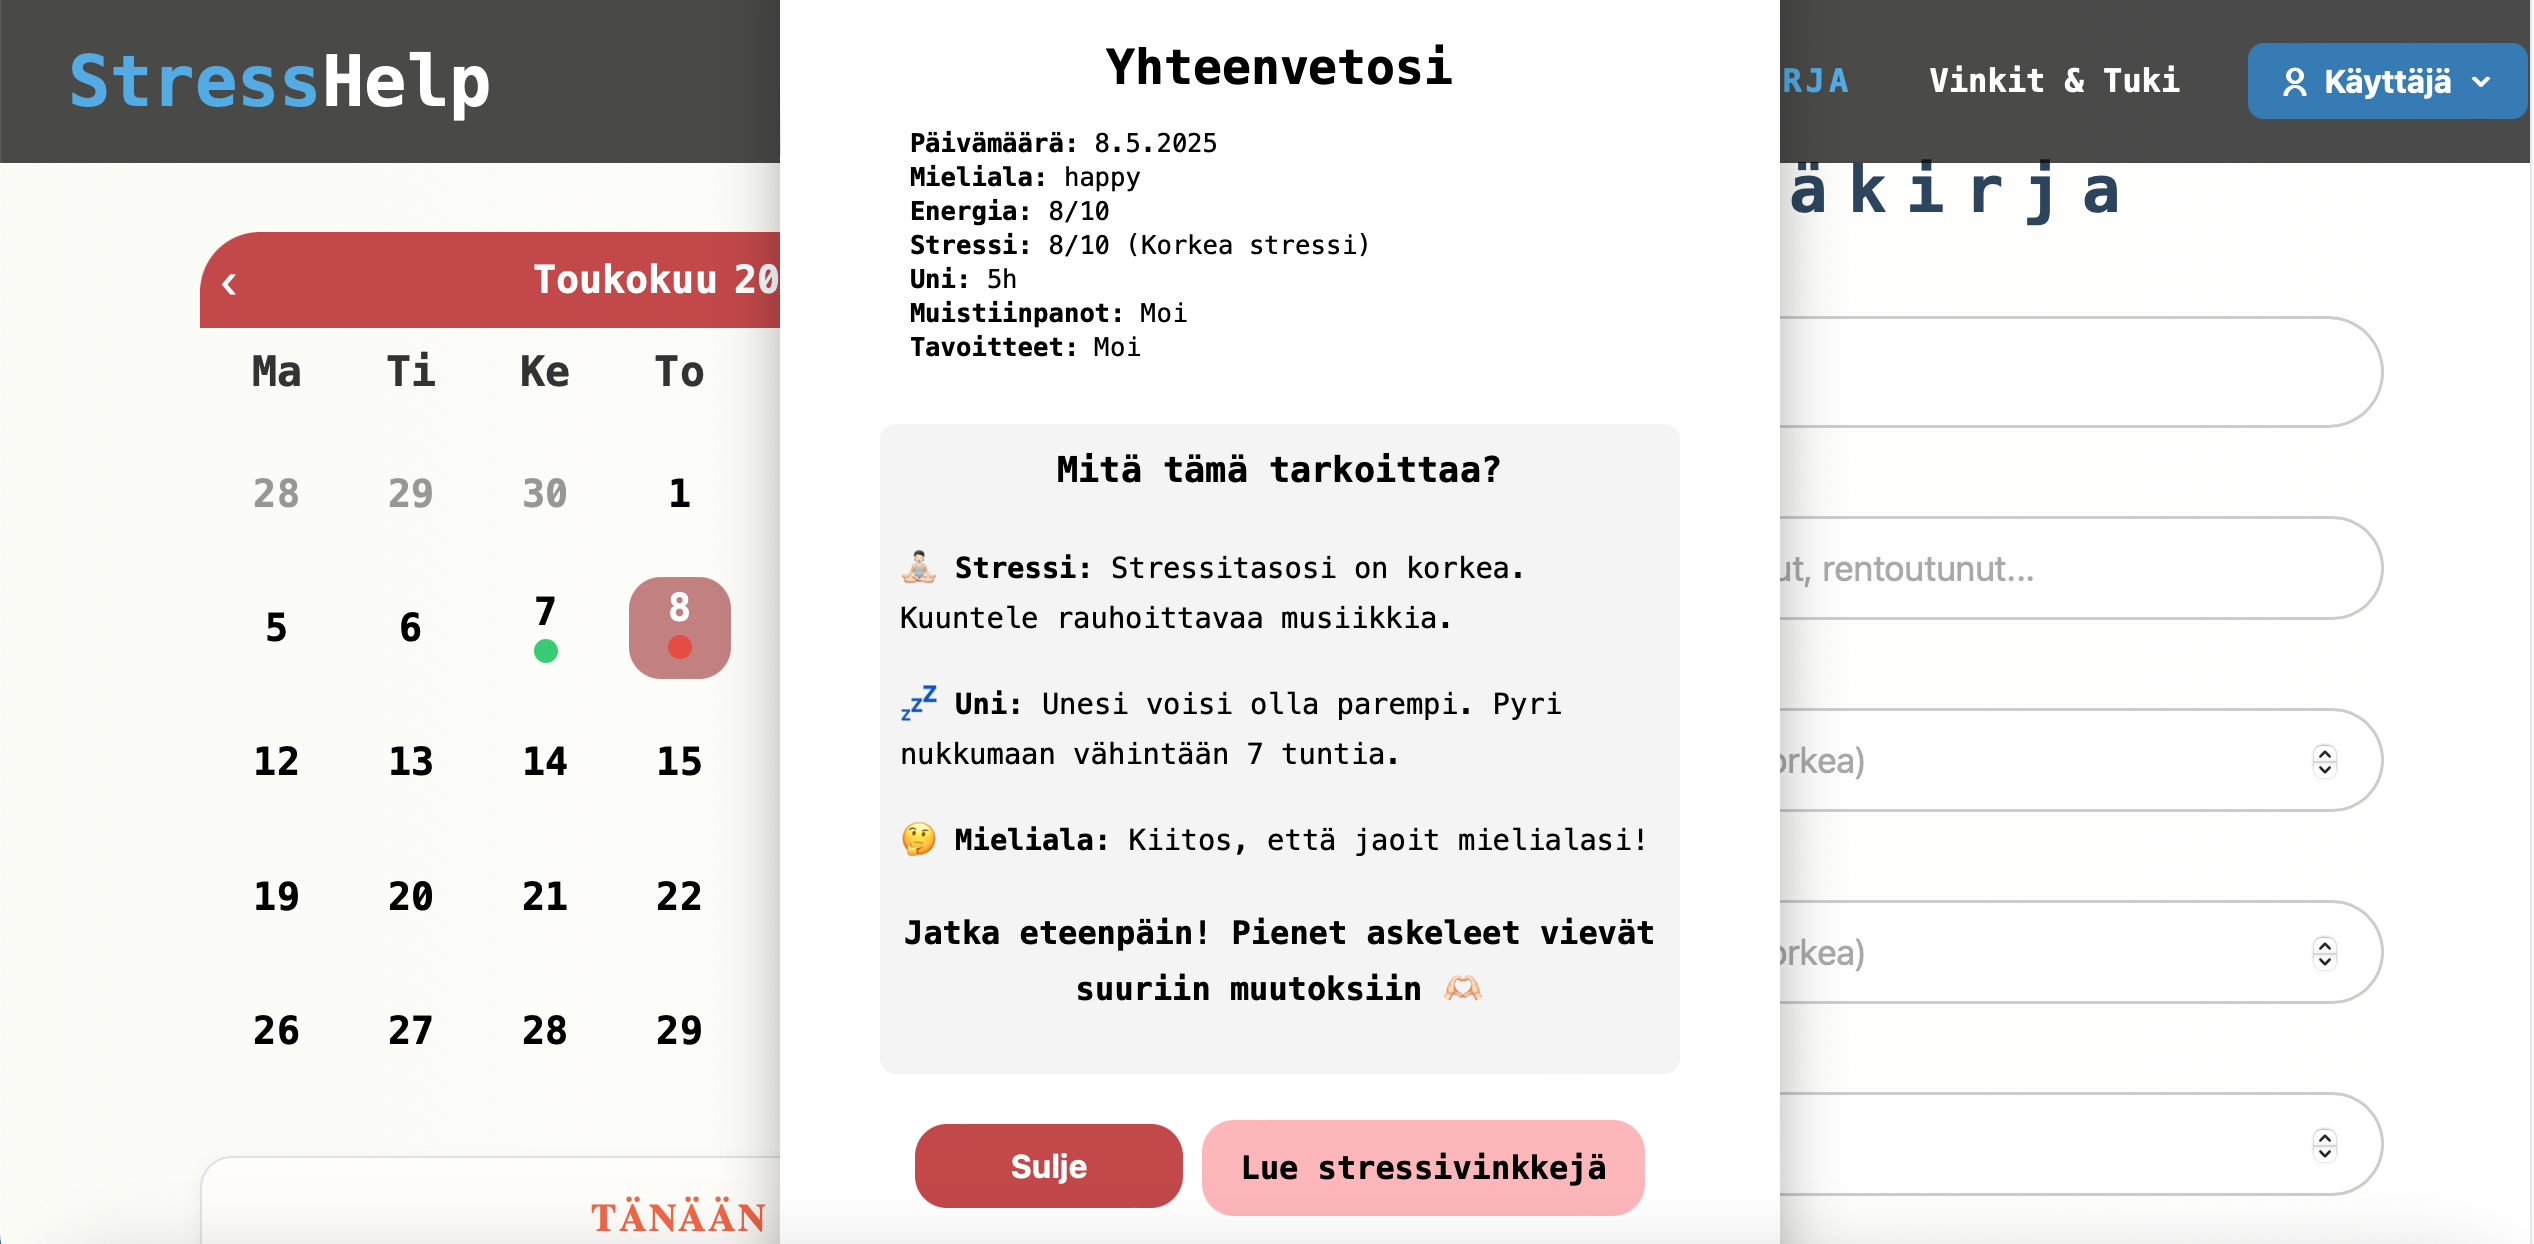 StressHelp
RJA
Vinkit & Tuki
Käyttäjä
äkirja
‹
Toukokuu 20
Ma Ti Ke To
28 29 30 1
5 6 7 8
12 13 14 15
19 20 21 22
26 27 28 29
TÄNÄÄN
Yhteenvetosi
Päivämäärä: 8.5.2025
Mieliala: happy
Energia: 8/10
Stressi: 8/10 (Korkea stressi)
Uni: 5h
Muistiinpanot: Moi
Tavoitteet: Moi
Mitä tämä tarkoittaa?
🧘🏻 Stressi: Stressitasosi on korkea.
Kuuntele rauhoittavaa musiikkia.
💤 Uni: Unesi voisi olla parempi. Pyri
nukkumaan vähintään 7 tuntia.
🤔 Mieliala: Kiitos, että jaoit mielialasi!
Jatka eteenpäin! Pienet askeleet vievät
suuriin muutoksiin 🫶🏻
Sulje
Lue stressivinkkejä
ut, rentoutunut...
orkea)
orkea)